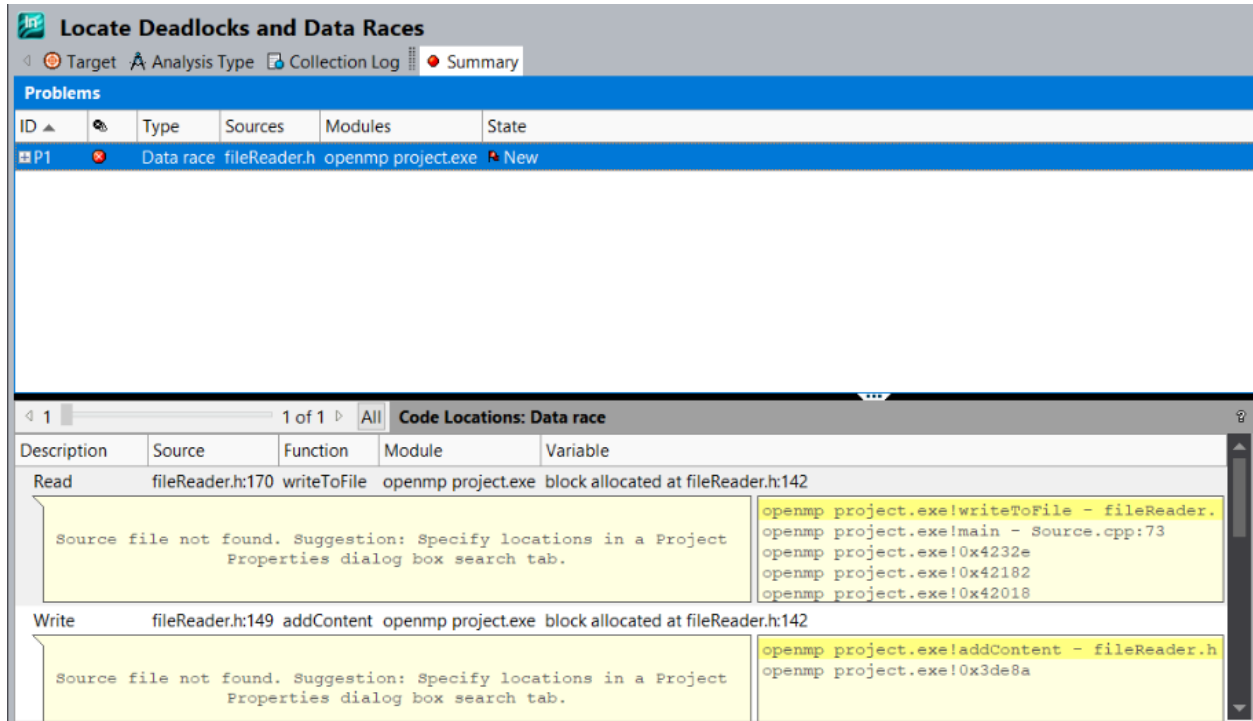 Locate Deadlocks and Data Races
Target Analysis Type Collection Log Summary
Problems
ID Type Sources Modules State
P1 Data race fileReader.h openmp project.exe New
1 1 of 1 All Code Locations: Data race ?
Description Source Function Module Variable
Read fileReader.h:170 writeToFile openmp project.exe block allocated at fileReader.h:142
Source file not found. Suggestion: Specify locations in a Project
Properties dialog box search tab.
openmp project.exe!writeToFile - fileReader.
openmp project.exe!main - Source.cpp:73
openmp project.exe!0x4232e
openmp project.exe!0x42182
openmp project.exe!0x42018
Write fileReader.h:149 addContent openmp project.exe block allocated at fileReader.h:142
Source file not found. Suggestion: Specify locations in a Project
Properties dialog box search tab.
openmp project.exe!addContent - fileReader.h
openmp project.exe!0x3de8a